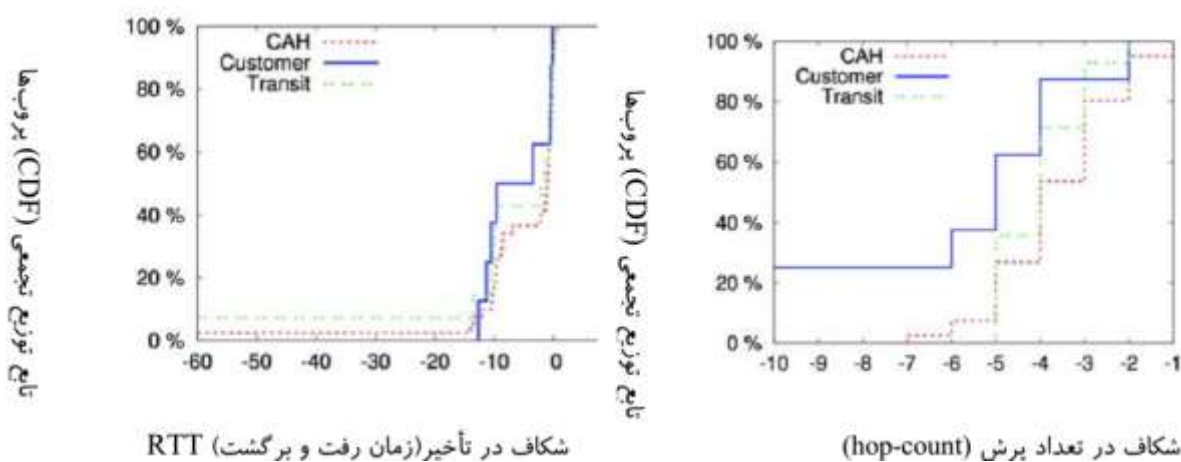 تابع توزیع تجمعی (CDF) پروب‌ها
100 %
80 %
60 %
40 %
20 %
0 %
CAH
Customer
Transit
-60 -50 -40 -30 -20 -10 0
شکاف در تأخیر(زمان رفت و برگشت) RTT
تابع توزیع تجمعی (CDF) پروب‌ها
100 %
80 %
60 %
40 %
20 %
0 %
CAH
Customer
Transit
-10 -9 -8 -7 -6 -5 -4 -3 -2 -1
شکاف در تعداد پرش (hop-count)